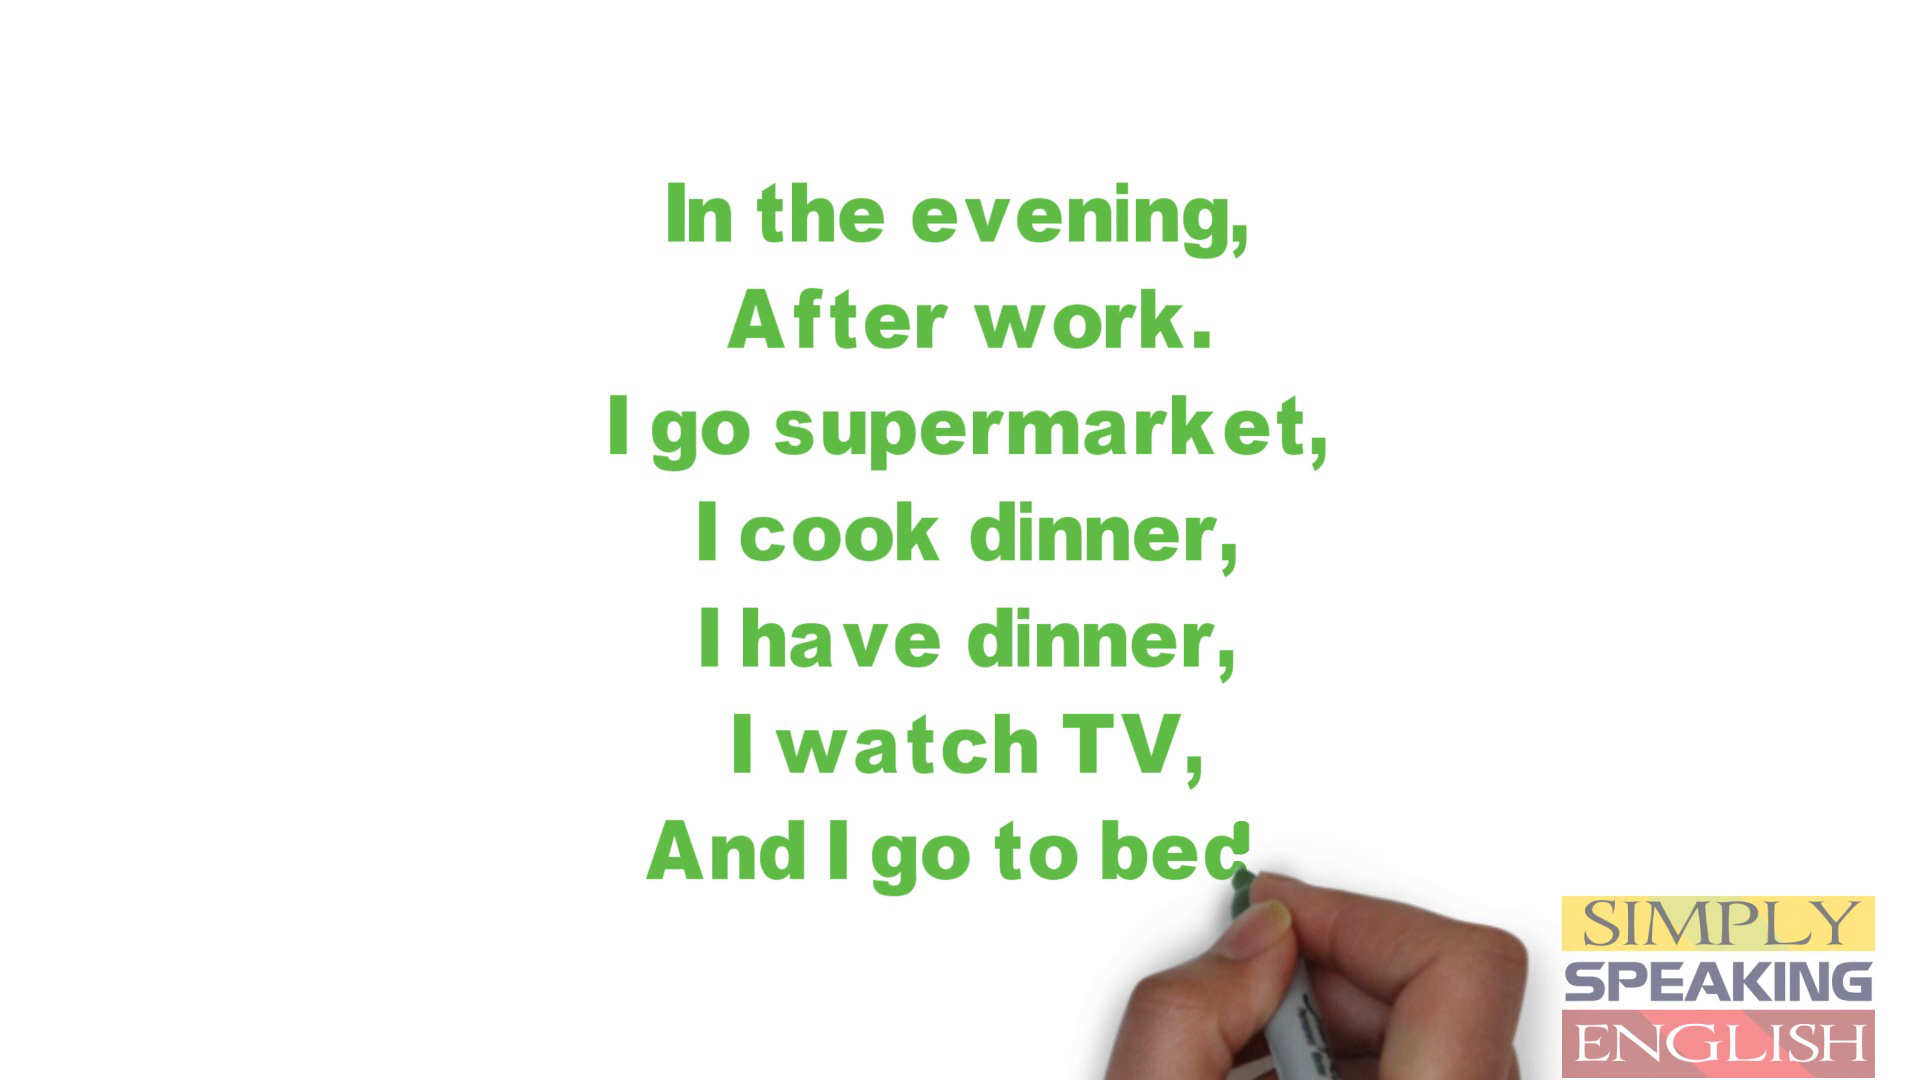 In the evening,
After work.
I go supermarket,
I cook dinner,
I have dinner,
I watch TV,
And I go to bed
SIMPLY
SPEAKING
ENGLISH